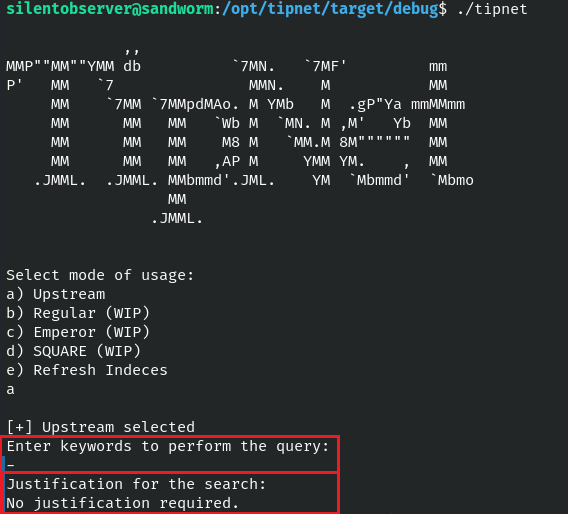 silentobserver@sandworm:/opt/tipnet/target/debug$ ./tipnet
             ,,
MMP""MM""YMM db          `7MN.   `7MF'         mm
P'   MM   `7               MMN.    M           MM
     MM    `7MM `7MMpdMAo. M YMb   M  .gP"Ya mmMMmm
     MM      MM   MM   `Wb M  `MN. M ,M'   Yb  MM
     MM      MM   MM    M8 M   `MM.M 8M""""""  MM
     MM      MM   MM   ,AP M     YMM YM.    ,  MM
   .JMML.  .JMML. MMbmmd'.JML.    YM  `Mbmmd'  `Mbmo
                  MM
                .JMML.
Select mode of usage:
a) Upstream
b) Regular (WIP)
c) Emperor (WIP)
d) SQUARE (WIP)
e) Refresh Indeces
a
[+] Upstream selected
Enter keywords to perform the query:
-
Justification for the search:
No justification required.